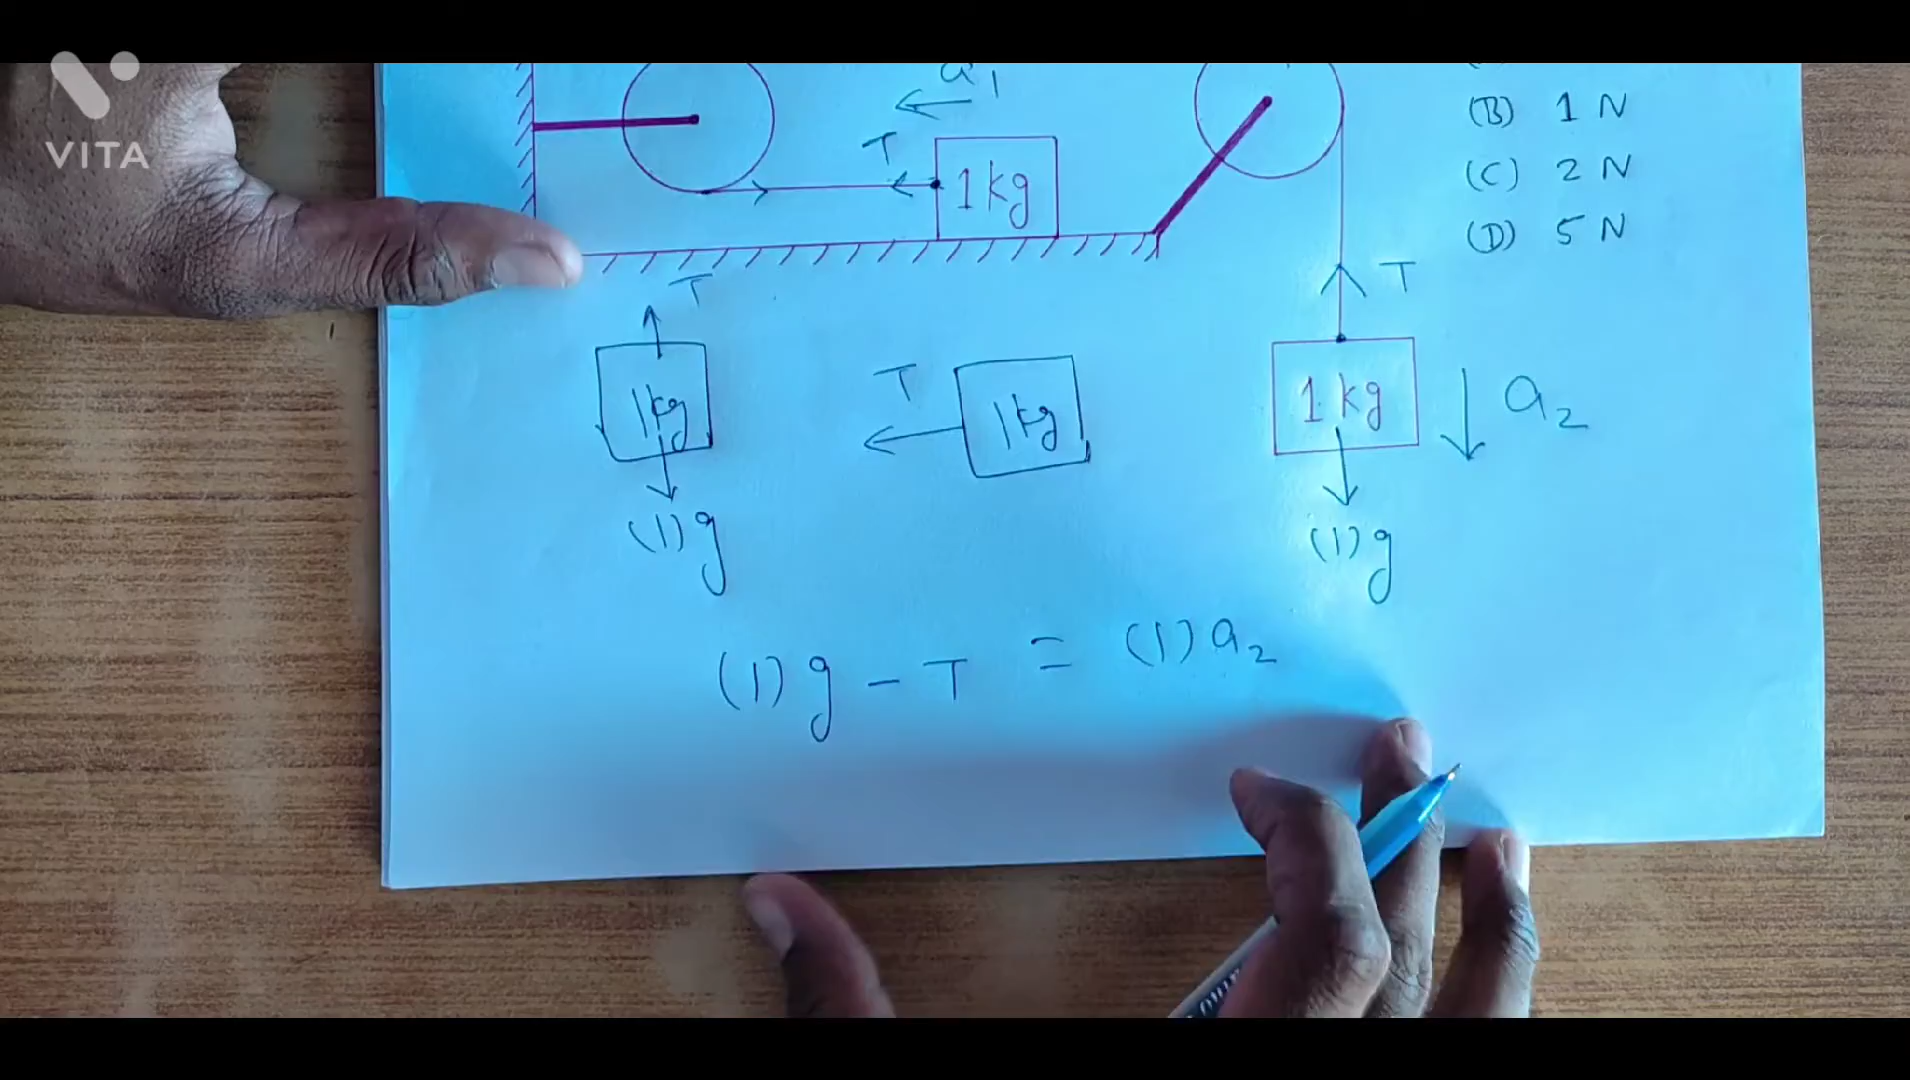 VITA
a1
(B) 1 N
T
1 kg
(C) 2 N
(D) 5 N
T
T
1kg
T
1kg
1 kg
a2
(1)g
(1)g
(1)g - T = (1)a2